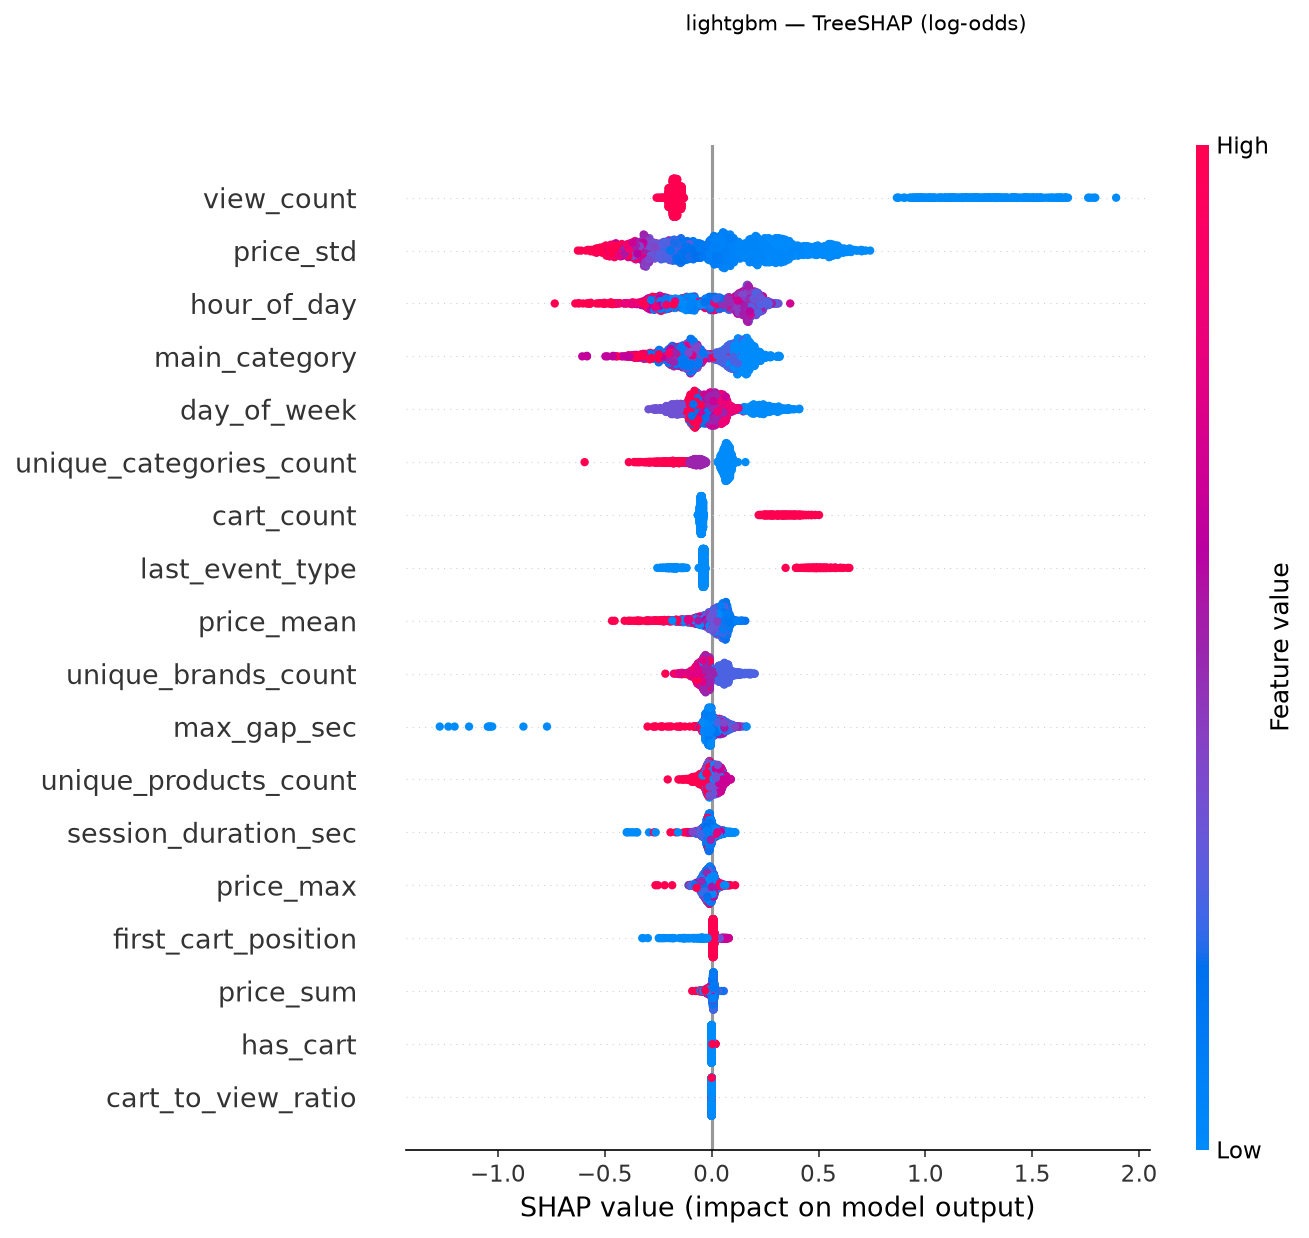 lightgbm — TreeSHAP (log-odds)
High
view_count
price_std
hour_of_day
main_category
day_of_week
unique_categories_count
cart_count
last_event_type
price_mean
unique_brands_count
max_gap_sec
unique_products_count
session_duration_sec
price_max
first_cart_position
price_sum
has_cart
cart_to_view_ratio
Feature value
Low
−1.0 −0.5 0.0 0.5 1.0 1.5 2.0
SHAP value (impact on model output)